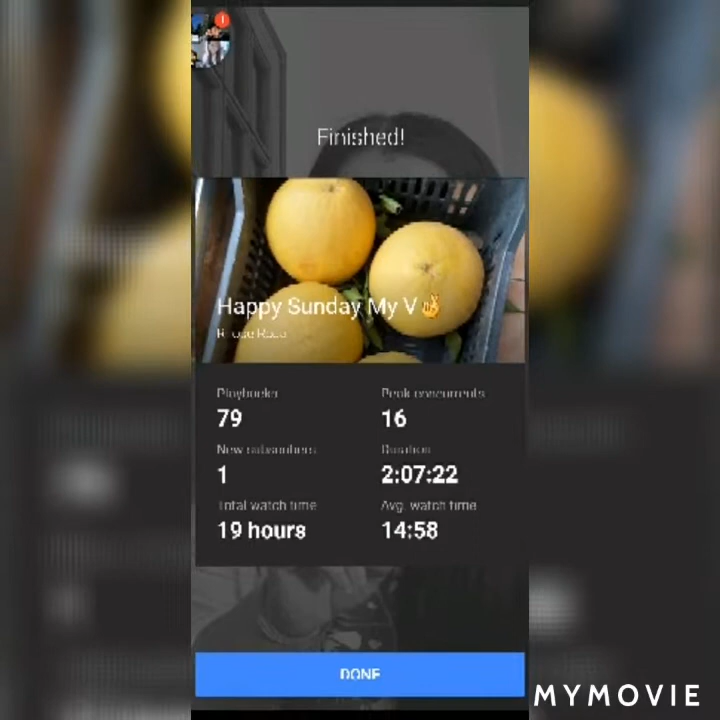 Finished!
Happy Sunday My V✌
Playbacks
79
Peak concurrents
16
New subscribers
1
Duration
2:07:22
Total watch time
19 hours
Avg. watch time
14:58
DONE
MYMOVIE